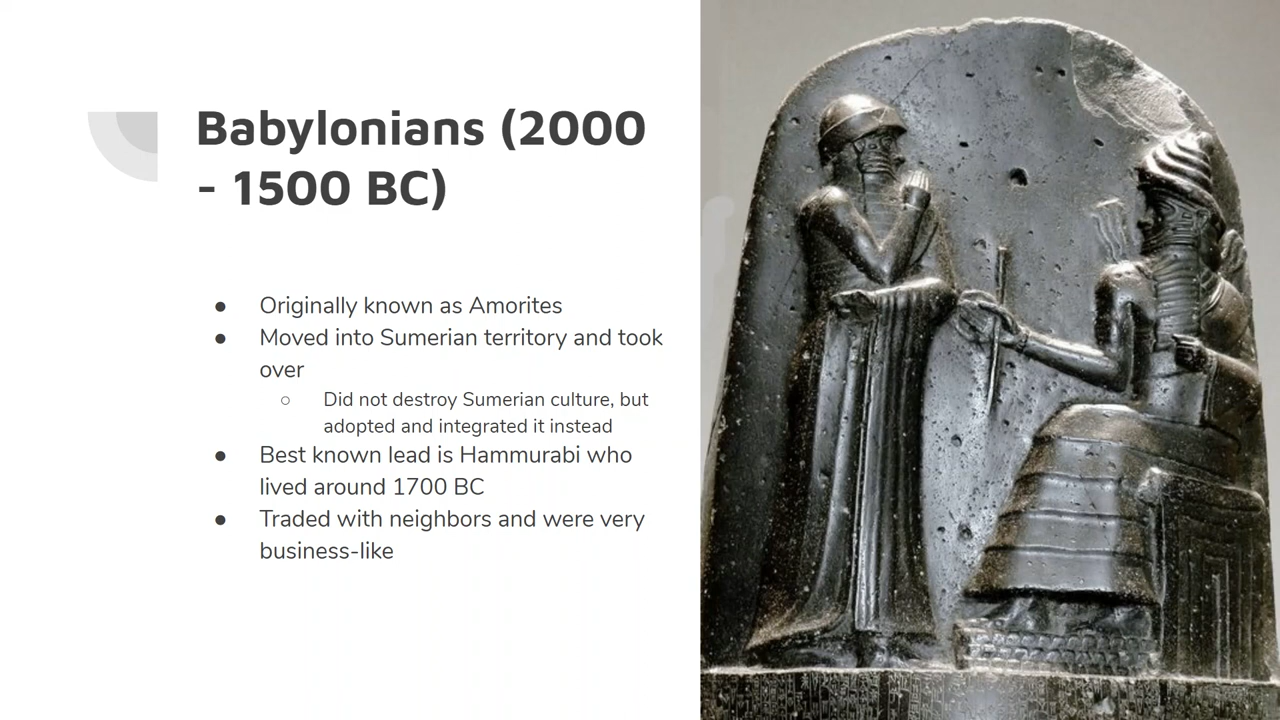 Babylonians (2000
- 1500 BC)
● Originally known as Amorites
● Moved into Sumerian territory and took
over
○ Did not destroy Sumerian culture, but
adopted and integrated it instead
● Best known lead is Hammurabi who
lived around 1700 BC
● Traded with neighbors and were very
business-like